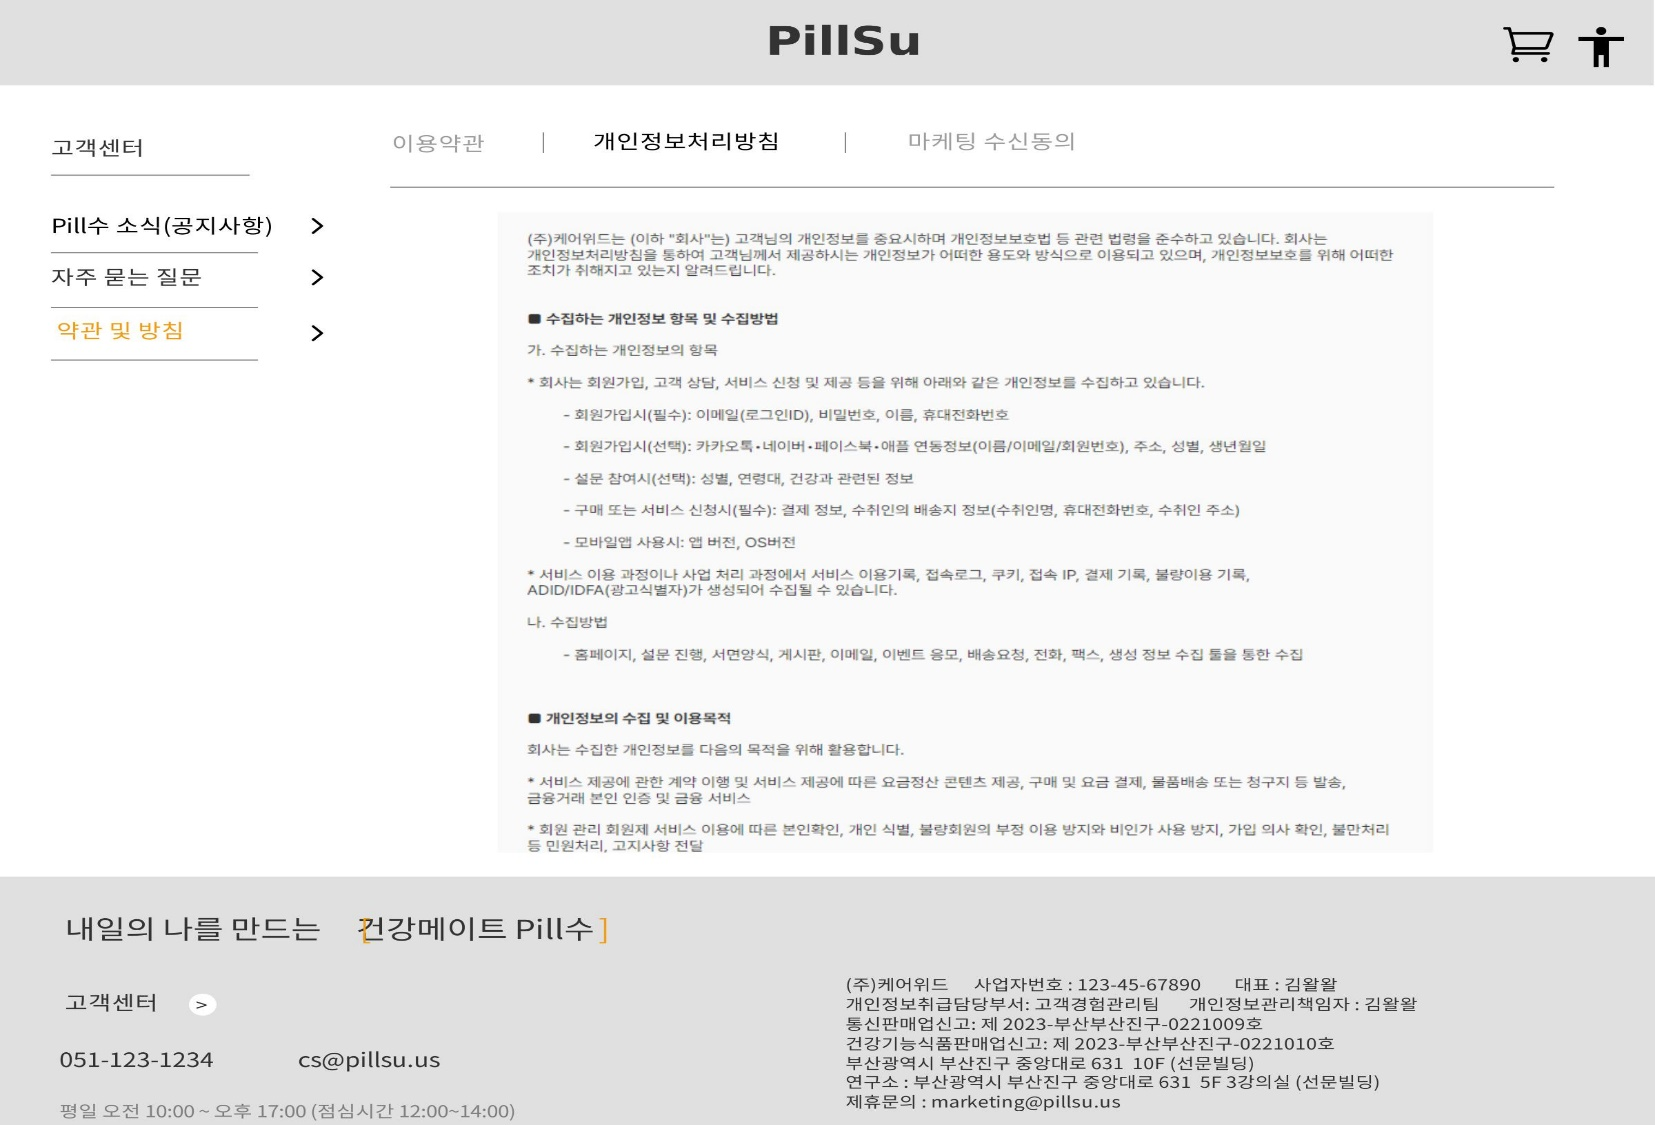 PillSu
고객센터
이용약관 | 개인정보처리방침 | 마케팅 수신동의
Pill수 소식(공지사항) >
자주 묻는 질문 >
약관 및 방침 >
(주)케어위드는 (이하 "회사"는) 고객님의 개인정보를 중요시하며 개인정보보호법 등 관련 법령을 준수하고 있습니다. 회사는
개인정보처리방침을 통하여 고객님께서 제공하시는 개인정보가 어떠한 용도와 방식으로 이용되고 있으며, 개인정보보호를 위해 어떠한
조치가 취해지고 있는지 알려드립니다.
■ 수집하는 개인정보 항목 및 수집방법
가. 수집하는 개인정보의 항목
* 회사는 회원가입, 고객 상담, 서비스 신청 및 제공 등을 위해 아래와 같은 개인정보를 수집하고 있습니다.
- 회원가입시(필수): 이메일(로그인ID), 비밀번호, 이름, 휴대전화번호
- 회원가입시(선택): 카카오톡•네이버•페이스북•애플 연동정보(이름/이메일/회원번호), 주소, 성별, 생년월일
- 설문 참여시(선택): 성별, 연령대, 건강과 관련된 정보
- 구매 또는 서비스 신청시(필수): 결제 정보, 수취인의 배송지 정보(수취인명, 휴대전화번호, 수취인 주소)
- 모바일앱 사용시: 앱 버전, OS버전
* 서비스 이용 과정이나 사업 처리 과정에서 서비스 이용기록, 접속로그, 쿠키, 접속 IP, 결제 기록, 불량이용 기록,
ADID/IDFA(광고식별자)가 생성되어 수집될 수 있습니다.
나. 수집방법
- 홈페이지, 설문 진행, 서면양식, 게시판, 이메일, 이벤트 응모, 배송요청, 전화, 팩스, 생성 정보 수집 툴을 통한 수집
■ 개인정보의 수집 및 이용목적
회사는 수집한 개인정보를 다음의 목적을 위해 활용합니다.
* 서비스 제공에 관한 계약 이행 및 서비스 제공에 따른 요금정산 콘텐츠 제공, 구매 및 요금 결제, 물품배송 또는 청구지 등 발송,
금융거래 본인 인증 및 금융 서비스
* 회원 관리 회원제 서비스 이용에 따른 본인확인, 개인 식별, 불량회원의 부정 이용 방지와 비인가 사용 방지, 가입 의사 확인, 불만처리
등 민원처리, 고지사항 전달
내일의 나를 만드는 [건강메이트 Pill수]
고객센터 >
051-123-1234 cs@pillsu.us
평일 오전 10:00 ~ 오후 17:00 (점심시간 12:00~14:00)
(주)케어위드 사업자번호 : 123-45-67890 대표 : 김왈왈
개인정보취급담당부서: 고객경험관리팀 개인정보관리책임자 : 김왈왈
통신판매업신고: 제 2023-부산부산진구-0221009호
건강기능식품판매업신고: 제 2023-부산부산진구-0221010호
부산광역시 부산진구 중앙대로 631 10F (선문빌딩)
연구소 : 부산광역시 부산진구 중앙대로 631 5F 3강의실 (선문빌딩)
제휴문의 : marketing@pillsu.us